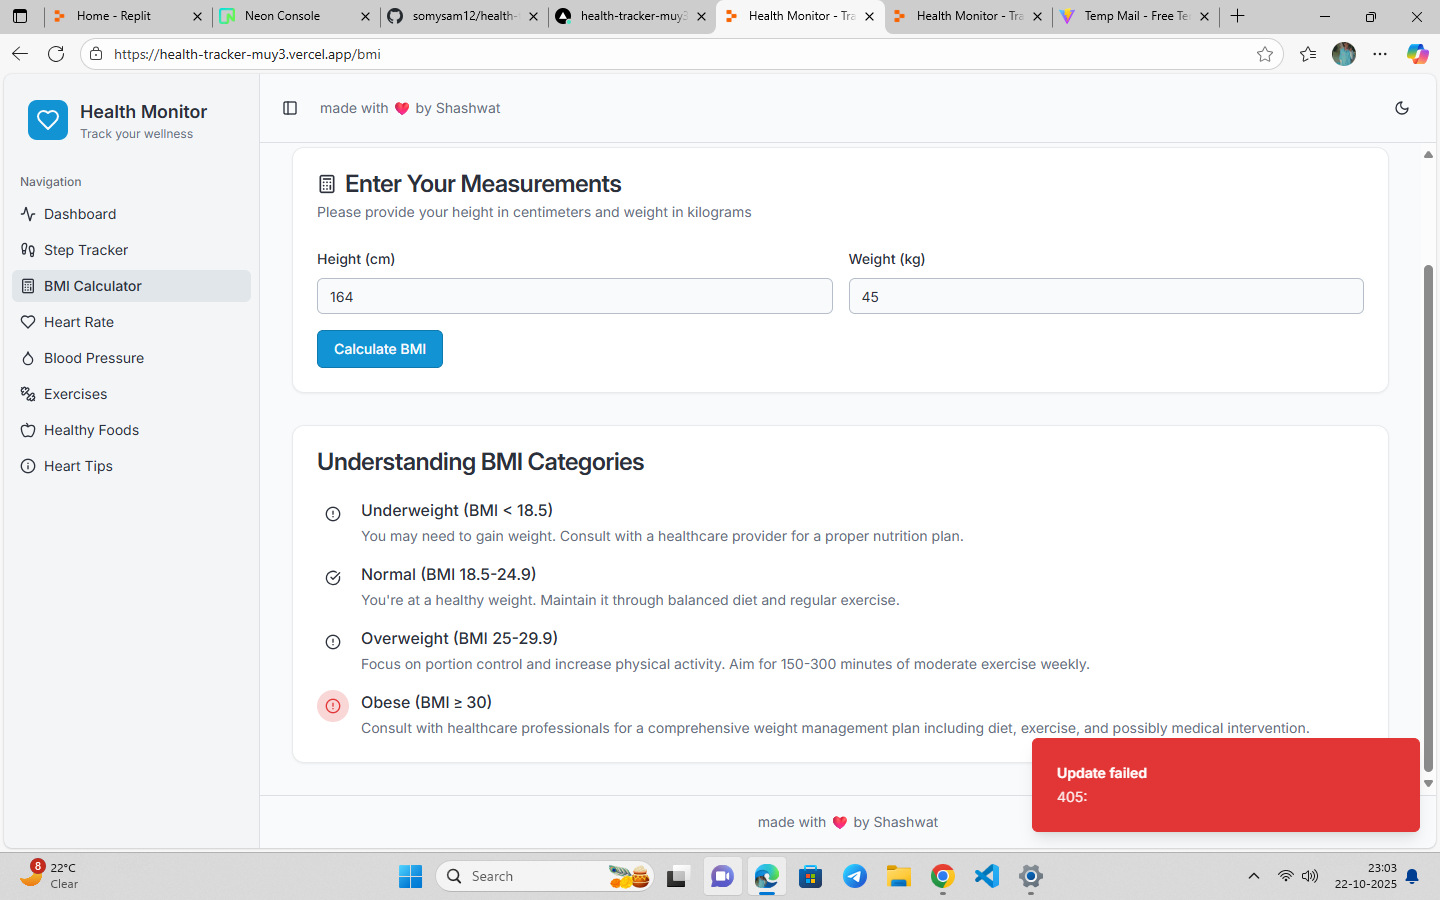 Home - Replit
Neon Console
somysam12/health-
health-tracker-muy3
Health Monitor - Tra
Health Monitor - Tra
Temp Mail - Free Te
https://health-tracker-muy3.vercel.app/bmi
Health Monitor
Track your wellness
made with ❤️ by Shashwat
Navigation
Dashboard
Step Tracker
BMI Calculator
Heart Rate
Blood Pressure
Exercises
Healthy Foods
Heart Tips
Enter Your Measurements
Please provide your height in centimeters and weight in kilograms
Height (cm)
Weight (kg)
164
45
Calculate BMI
Understanding BMI Categories
Underweight (BMI < 18.5)
You may need to gain weight. Consult with a healthcare provider for a proper nutrition plan.
Normal (BMI 18.5-24.9)
You're at a healthy weight. Maintain it through balanced diet and regular exercise.
Overweight (BMI 25-29.9)
Focus on portion control and increase physical activity. Aim for 150-300 minutes of moderate exercise weekly.
Obese (BMI ≥ 30)
Consult with healthcare professionals for a comprehensive weight management plan including diet, exercise, and possibly medical intervention.
Update failed
405:
made with ❤️ by Shashwat
8
22°C
Clear
Search
23:03
22-10-2025